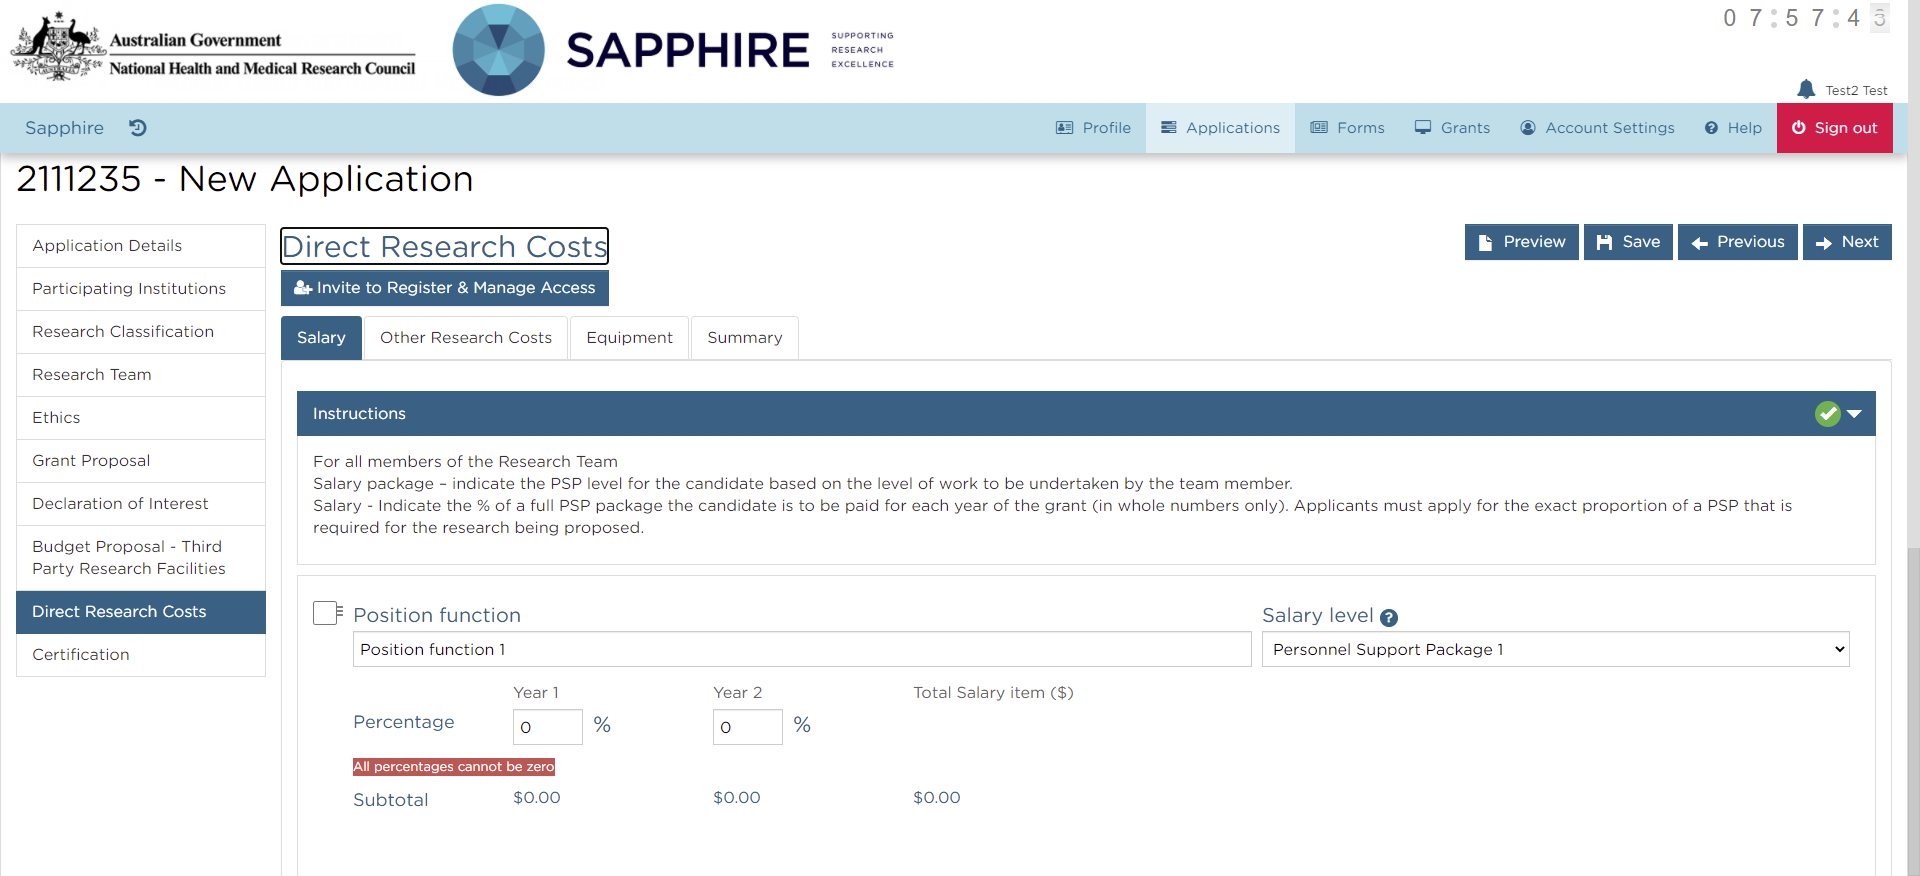 Australian Government
National Health and Medical Research Council
SAPPHIRE
SUPPORTING
RESEARCH
EXCELLENCE
07:57:43
Test2 Test
Sapphire
Profile
Applications
Forms
Grants
Account Settings
Help
Sign out
2111235 - New Application
Application Details
Participating Institutions
Research Classification
Research Team
Ethics
Grant Proposal
Declaration of Interest
Budget Proposal - Third
Party Research Facilities
Direct Research Costs
Certification
Direct Research Costs
Preview
Save
Previous
Next
Invite to Register & Manage Access
Salary
Other Research Costs
Equipment
Summary
Instructions
For all members of the Research Team
Salary package – indicate the PSP level for the candidate based on the level of work to be undertaken by the team member.
Salary - Indicate the % of a full PSP package the candidate is to be paid for each year of the grant (in whole numbers only). Applicants must apply for the exact proportion of a PSP that is
required for the research being proposed.
Position function
Salary level ?
Position function 1
Personnel Support Package 1
Year 1
Year 2
Total Salary item ($)
Percentage
0 %
0 %
All percentages cannot be zero
Subtotal
$0.00
$0.00
$0.00